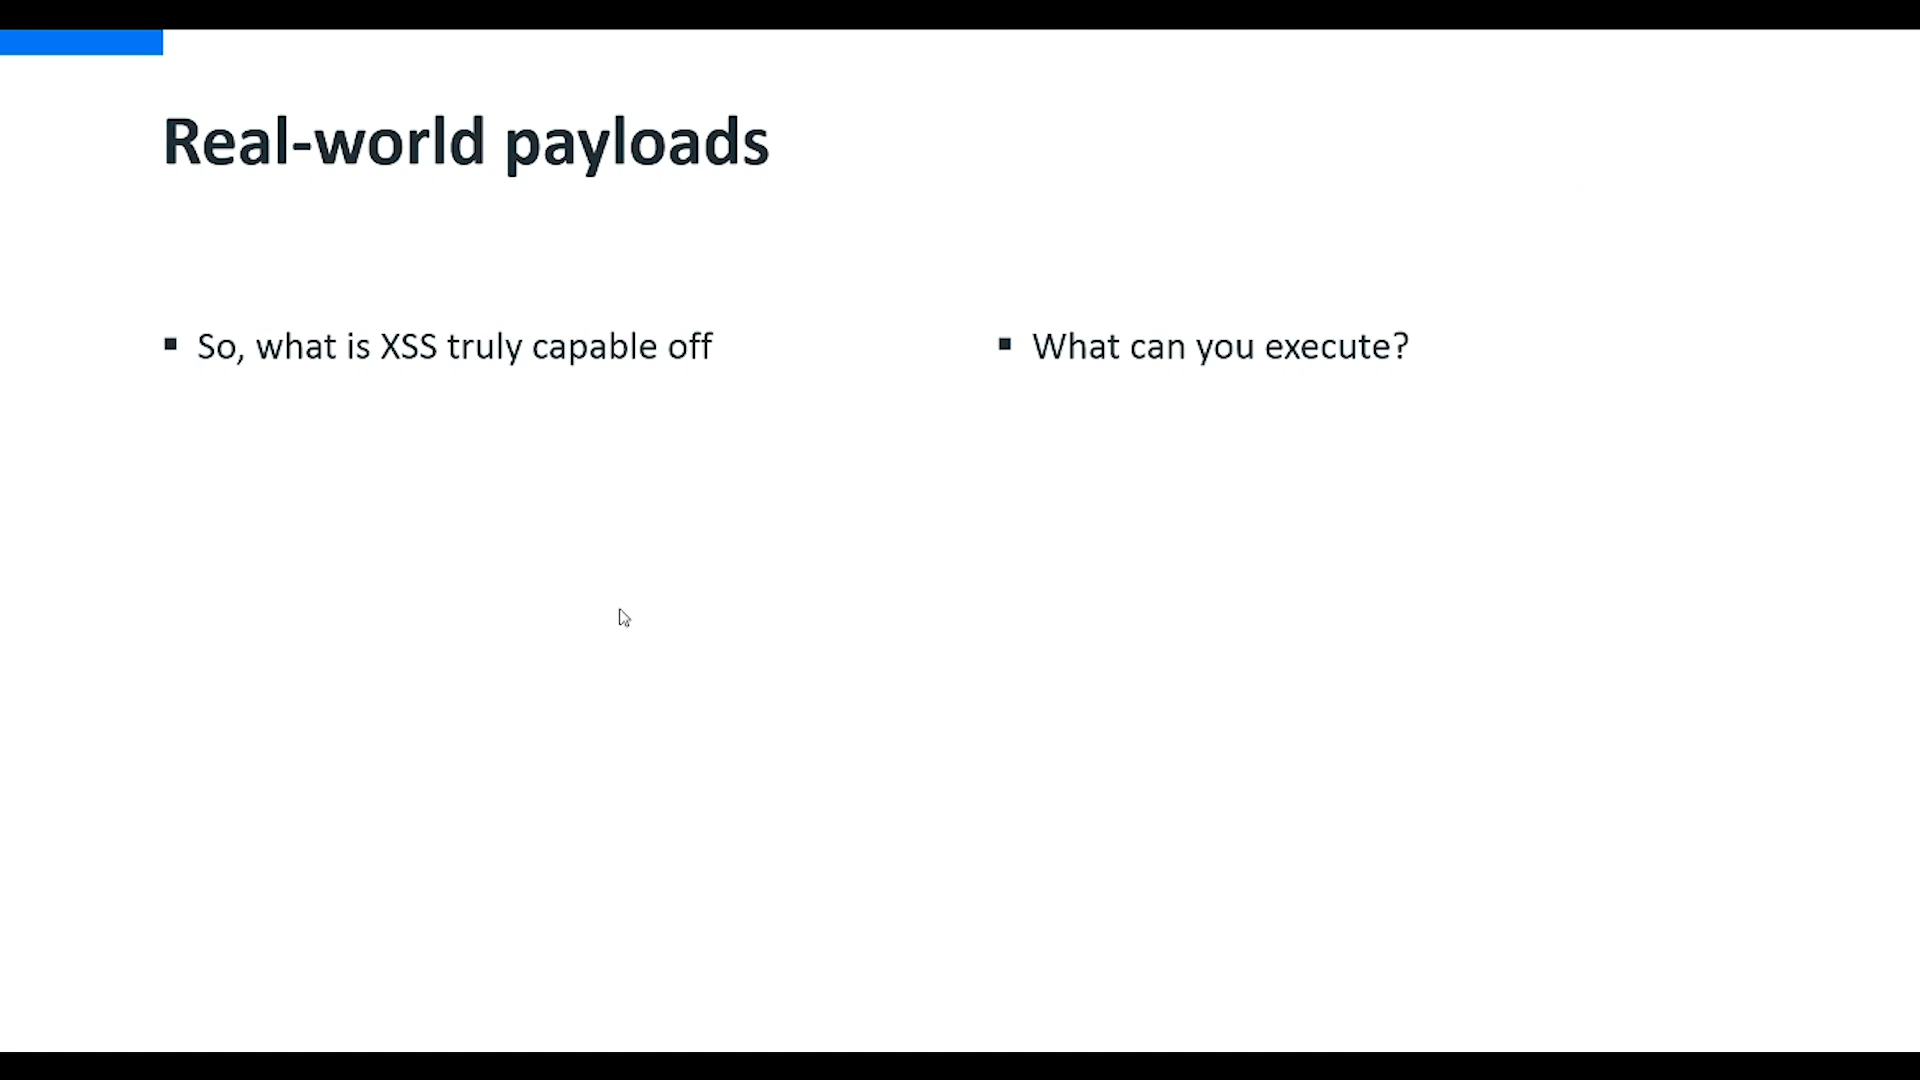 Real-world payloads
▪ So, what is XSS truly capable off
▪ What can you execute?